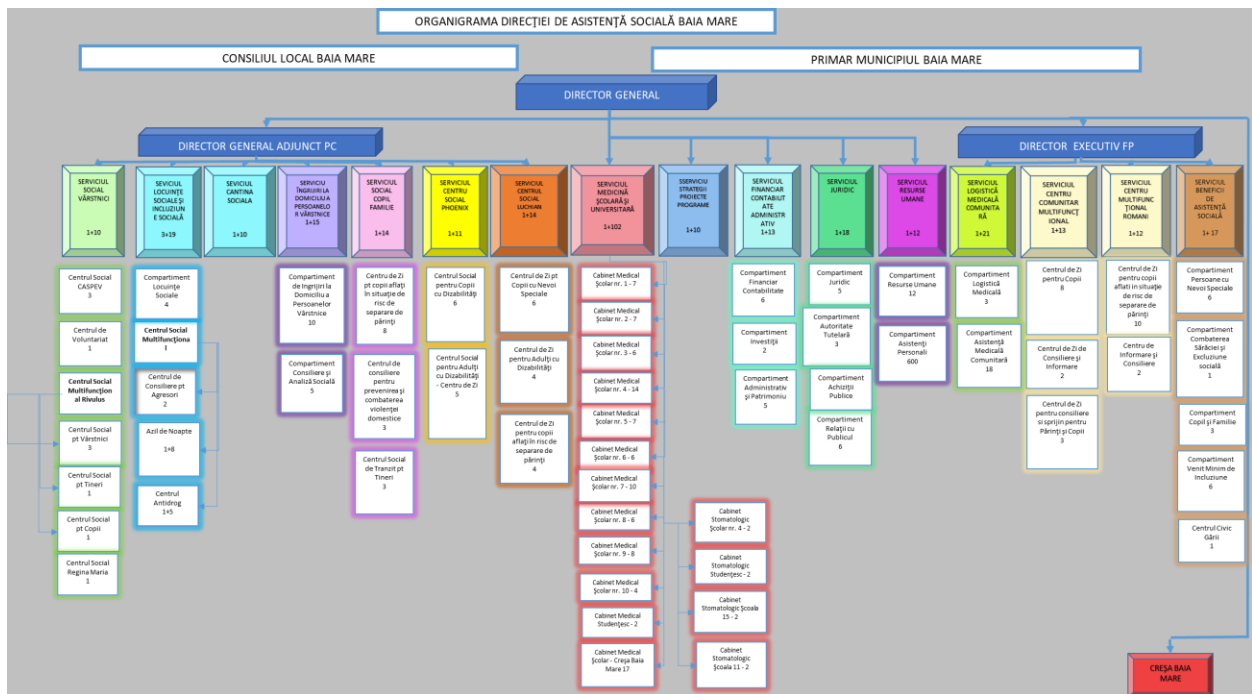 ORGANIGRAMA DIRECȚIEI DE ASISTENȚĂ SOCIALĂ BAIA MARE
CONSILIUL LOCAL BAIA MARE
PRIMAR MUNICIPIUL BAIA MARE
DIRECTOR GENERAL
DIRECTOR GENERAL ADJUNCT PC
DIRECTOR EXECUTIV FP
SERVICIUL
SOCIAL
VÂRSTNICI
1+10
SEVICIUL
LOCUINȚE
SOCIALE ȘI
INCLUZIUN
E SOCIALĂ
3+19
SEVICIUL
CANTINA
SOCIALA
1+10
SERVICIU
ÎNGRIJIRI LA
DOMICILIU A
PERSOANELO
R VÂRSTNICE
1+15
SERVICIUL
SOCIAL
COPIL
FAMILIE
1+14
SERVICIUL
CENTRU
SOCIAL
PHOENIX
1+11
SERVICIUL
CENTRUL
SOCIAL
LUCHIAN
1+14
SERVICIUL
MEDICINĂ
ȘCOLARĂ ȘI
UNIVERSITARĂ
1+102
SSERVICIU
STRATEGII
PROIECTE
PROGRAME
1+10
SERVICIUL
FINANCIAR
CONTABILIT
ATE
ADMINISTR
ATIV
1+13
SERVICIUL
JURIDIC
1+18
SERVICIUL
RESURSE
UMANE
1+12
SERVICIUL
LOGISTICĂ
MEDICALĂ
COMUNITA
RĂ
1+21
SERVICIUL
CENTRU
COMUNITAR
MULTIFUNCȚ
IONAL
1+13
SERVICIUL
CENTRU
MULTIFUNC
ȚIONAL
ROMANI
1+12
SERVICIUL
BENEFICII
DE
ASISTENȚĂ
SOCIALĂ
1+ 17
Centrul Social
CASPEV
3
Centrul de
Voluntariat
1
Centrul Social
Multifuncțion
al Rivulus
Centrul Social
pt Vârstnici
3
Centrul Social
pt Tineri
1
Centrul Social
pt Copii
1
Centrul Social
Regina Maria
1
Compartiment
Locuințe
Sociale
4
Centrul Social
Multifuncționa
l
Centrul de
Consiliere pt
Agresori
2
Azil de Noapte
1+8
Centrul
Antidrog
1+5
Compartiment
de Ingrijiri la
Domiciliu a
Persoanelor
Vârstnice
10
Compartiment
Consiliere și
Analiză Socială
5
Centru de Zi
pt copii aflați
în situație de
risc de
separare de
părinți
8
Centrul de
consiliere
pentru
prevenirea și
combaterea
violenței
domestice
3
Centrul Social
de Tranzit pt
Tineri
3
Centrul Social
pentru Copii
cu Dizabilități
6
Centrul Social
pentru Adulți
cu Dizabilități
- Centru de Zi
5
Centrul de Zi pt
Copii cu Nevoi
Speciale
6
Centrul de Zi
pentru Adulți
cu Dizabilități
4
Centrul de Zi
pentru copii
aflați în risc de
separare de
părinți
4
Cabinet Medical
Școlar nr. 1 - 7
Cabinet Medical
Școlar nr. 2 - 7
Cabinet Medical
Școlar nr. 3 - 6
Cabinet Medical
Școlar nr. 4 - 14
Cabinet Medical
Școlar nr. 5 - 7
Cabinet Medical
Școlar nr. 6 - 6
Cabinet Medical
Școlar nr. 7 - 10
Cabinet Medical
Școlar nr. 8 - 6
Cabinet Medical
Școlar nr. 9 - 8
Cabinet Medical
Școlar nr. 10 - 4
Cabinet Medical
Studențesc - 2
Cabinet Medical
Școlar - Creșa Baia
Mare 17
Cabinet
Stomatologic
Școlar nr. 4 - 2
Cabinet
Stomatologic
Studențesc - 2
Cabinet
Stomatologic Școala
15 - 2
Cabinet
Stomatologic
Școala 11 - 2
Compartiment
Financiar
Contabilitate
6
Compartiment
Investiții
2
Compartiment
Administrativ și
Patrimoniu
5
Compartiment
Juridic
5
Compartiment
Autoritate
Tutelară
3
Compartiment
Achiziții
Publice
Compartiment
Relații cu
Publicul
6
Compartiment
Resurse Umane
12
Compartiment
Asistenți
Personali
600
Compartiment
Logistică
Medicală
3
Compartiment
Asistență
Medicală
Comunitară
18
Centrul de Zi
pentru Copii
8
Centrul de Zi de
Consiliere și
Informare
2
Centrul de Zi
pentru consiliere
si sprijin pentru
Părinți și Copii
3
Centrul de Zi
pentru copii
aflati in situație
de risc de
separare de
părinți
10
Centru de
Informare și
Consiliere
2
Compartiment
Persoane cu
Nevoi Speciale
6
Compartiment
Combaterea
Sărăciei și
Excluziune
socială
1
Compartiment
Copil și Familie
3
Compartiment
Venit Minim de
Incluziune
6
Centrul Civic
Gării
1
CREȘA BAIA
MARE